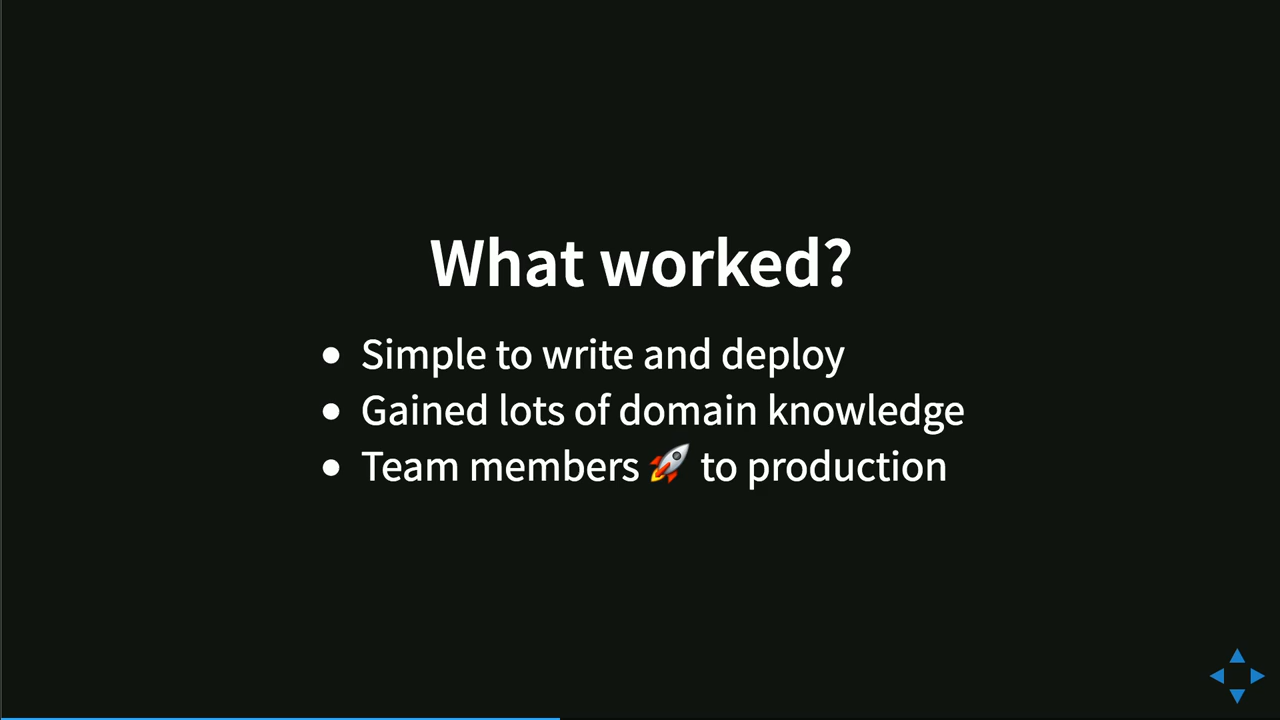 What worked?
• Simple to write and deploy
• Gained lots of domain knowledge
• Team members 🚀 to production